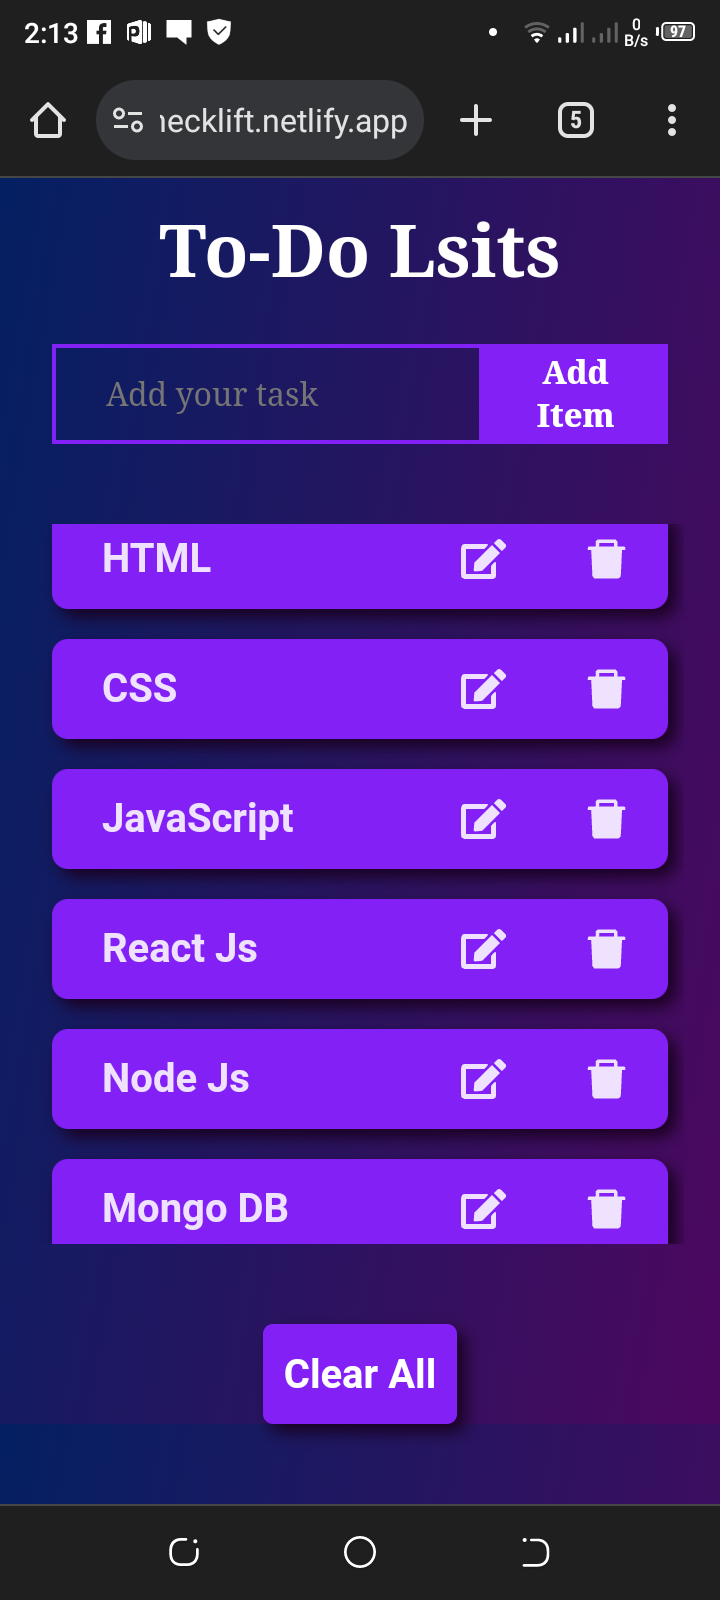 2:13
0
B/s
97
necklift.netlify.app
5
To-Do Lsits
Add your task
Add
Item
HTML
CSS
JavaScript
React Js
Node Js
Mongo DB
Clear All